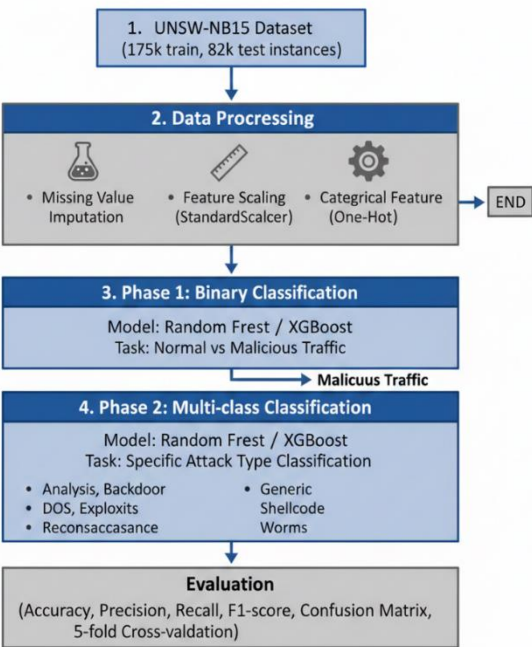 1. UNSW-NB15 Dataset
(175k train, 82k test instances)
2. Data Procressing
• Missing Value
Imputation
• Feature Scaling
(StandardScalcer)
• Categrical Feature
(One-Hot)
END
3. Phase 1: Binary Classification
Model: Random Frest / XGBoost
Task: Normal vs Malicious Traffic
Malicuus Traffic
4. Phase 2: Multi-class Classification
Model: Random Frest / XGBoost
Task: Specific Attack Type Classification
• Analysis, Backdoor
• DOS, Exploxits
• Reconsaccasance
• Generic
Shellcode
Worms
Evaluation
(Accuracy, Precision, Recall, F1-score, Confusion Matrix,
5-fold Cross-valdation)